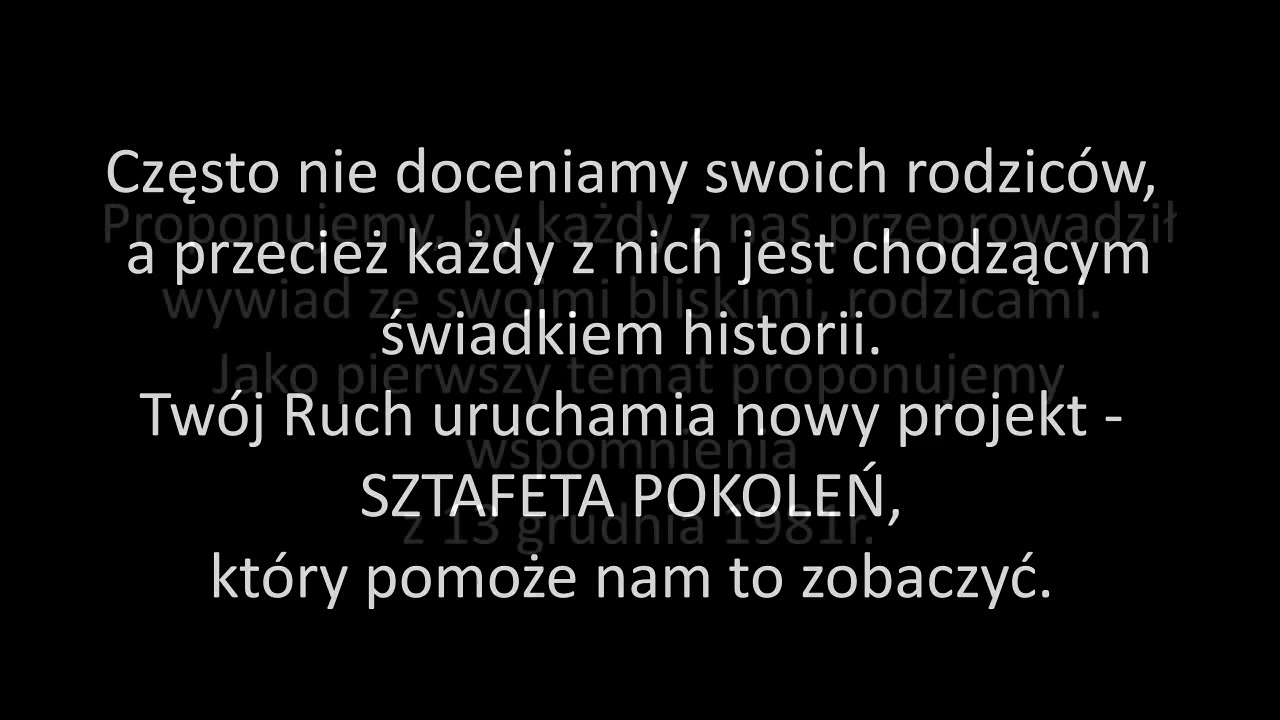 Często nie doceniamy swoich rodziców,
a przecież każdy z nich jest chodzącym
świadkiem historii.
Twój Ruch uruchamia nowy projekt -
SZTAFETA POKOLEŃ,
który pomoże nam to zobaczyć.
Proponujemy, by każdy z nas przeprowadził
wywiad ze swoimi bliskimi, rodzicami.
Jako pierwszy temat proponujemy
wspomnienia
z 13 grudnia 1981r.